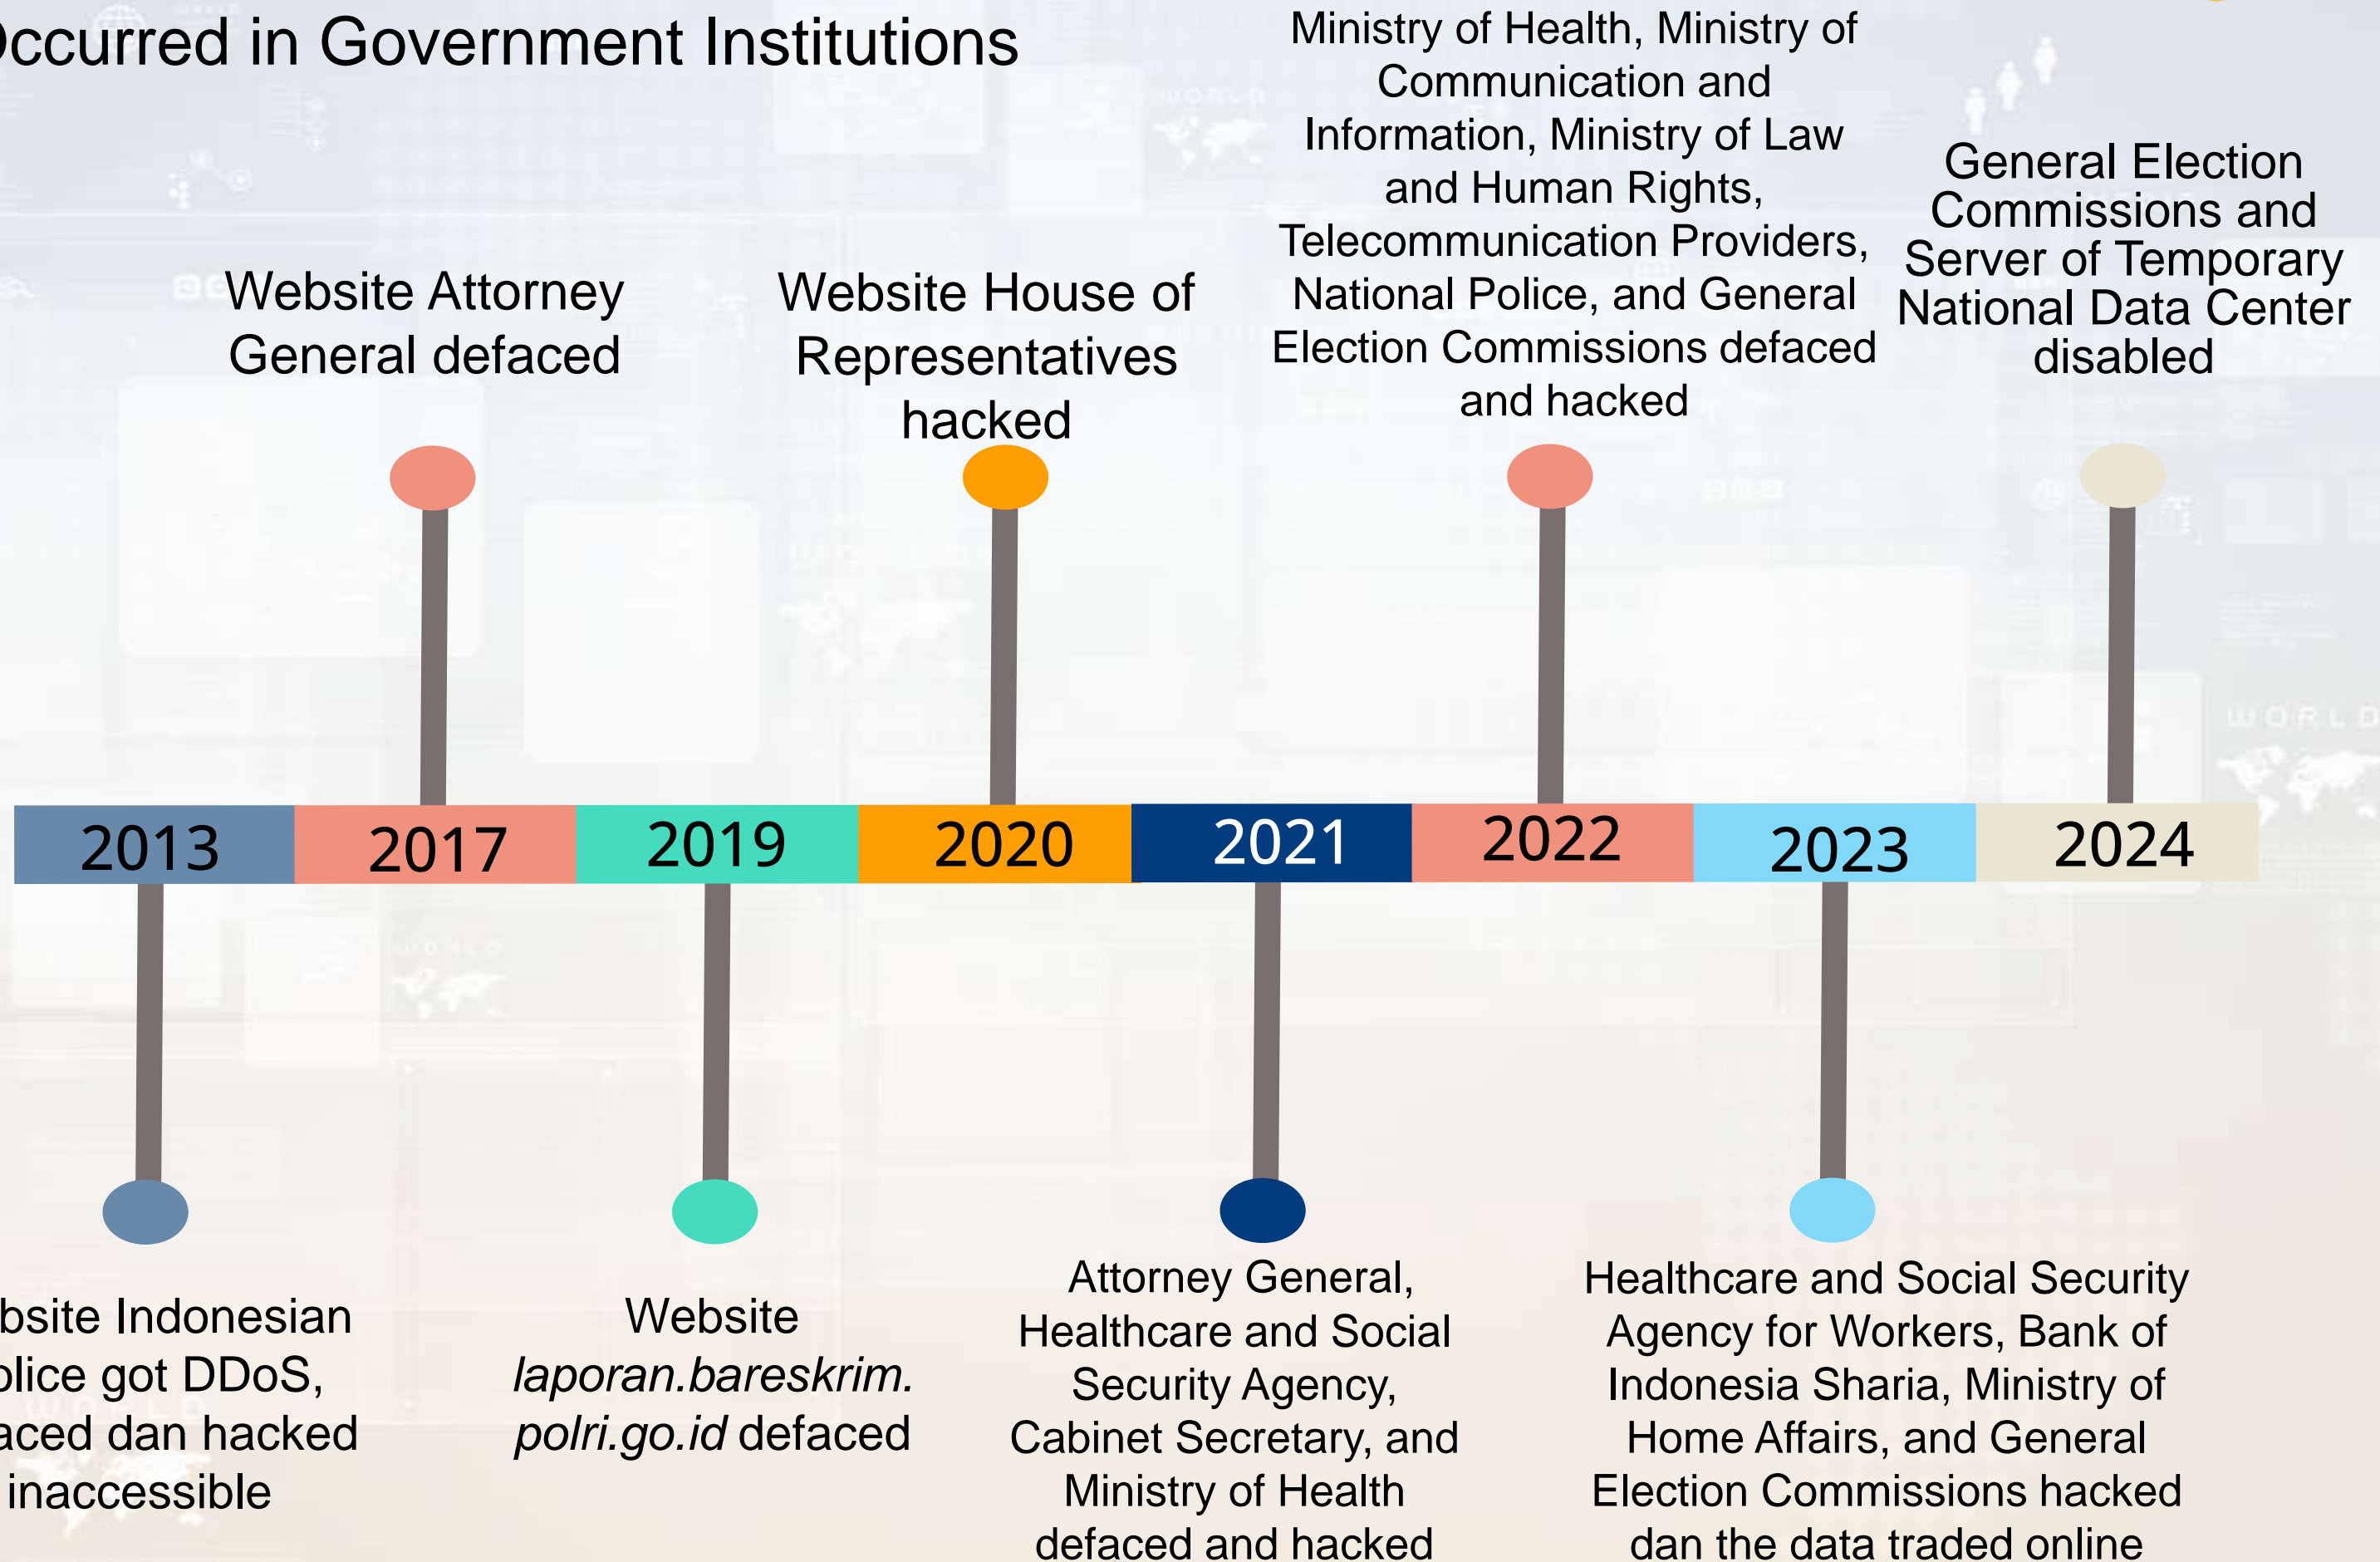 Occurred in Government Institutions
Ministry of Health, Ministry of
Communication and
Information, Ministry of Law
and Human Rights,
Telecommunication Providers,
National Police, and General
Election Commissions defaced
and hacked
General Election
Commissions and
Server of Temporary
National Data Center
disabled
Website Attorney
General defaced
Website House of
Representatives
hacked
WORLD
2013
2017
2019
2020
2021
2022
2023
2024
bsite Indonesian
olice got DDoS,
aced dan hacked
inaccessible
Website
laporan.bareskrim.
polri.go.id defaced
Attorney General,
Healthcare and Social
Security Agency,
Cabinet Secretary, and
Ministry of Health
defaced and hacked
Healthcare and Social Security
Agency for Workers, Bank of
Indonesia Sharia, Ministry of
Home Affairs, and General
Election Commissions hacked
dan the data traded online